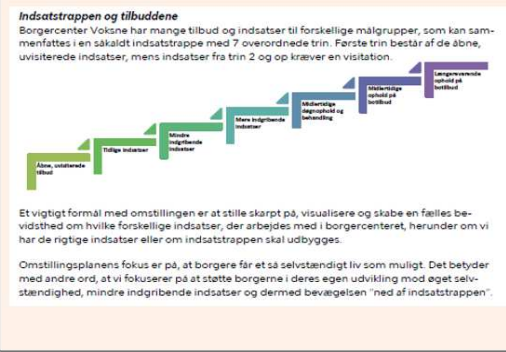 Indsatstrappen og tilbuddene
Borgercenter Voksne har mange tilbud og indsatser til forskellige målgrupper, som kan sam-
menfattes i en såkaldt indsatstrappe med 7 overordnede trin. Første trin består af de åbne,
uvisiterede indsatser, mens indsatser fra trin 2 og op kræver en visitation.
Åbne, uvisiterede
tilbud
Tidlige indsatser
Mindre
indgribende
indsatser
Mere indgribende
indsatser
Midlertidige
døgnophold og
behandling
Midlertidige
ophold på
botilbud
Længerevarende
ophold på
botilbud
Et vigtigt formål med omstillingen er at stille skarpt på, visualisere og skabe en fælles be-
vidsthed om hvilke forskellige indsatser, der arbejdes med i borgercenteret, herunder om vi
har de rigtige indsatser eller om indsatstrappen skal udbygges.
Omstillingsplanens fokus er på, at borgere får et så selvstændigt liv som muligt. Det betyder
med andre ord, at vi fokuserer på at støtte borgerne i deres egen udvikling mod øget selv-
stændighed, mindre indgribende indsatser og dermed bevægelsen "ned af indsatstrappen".